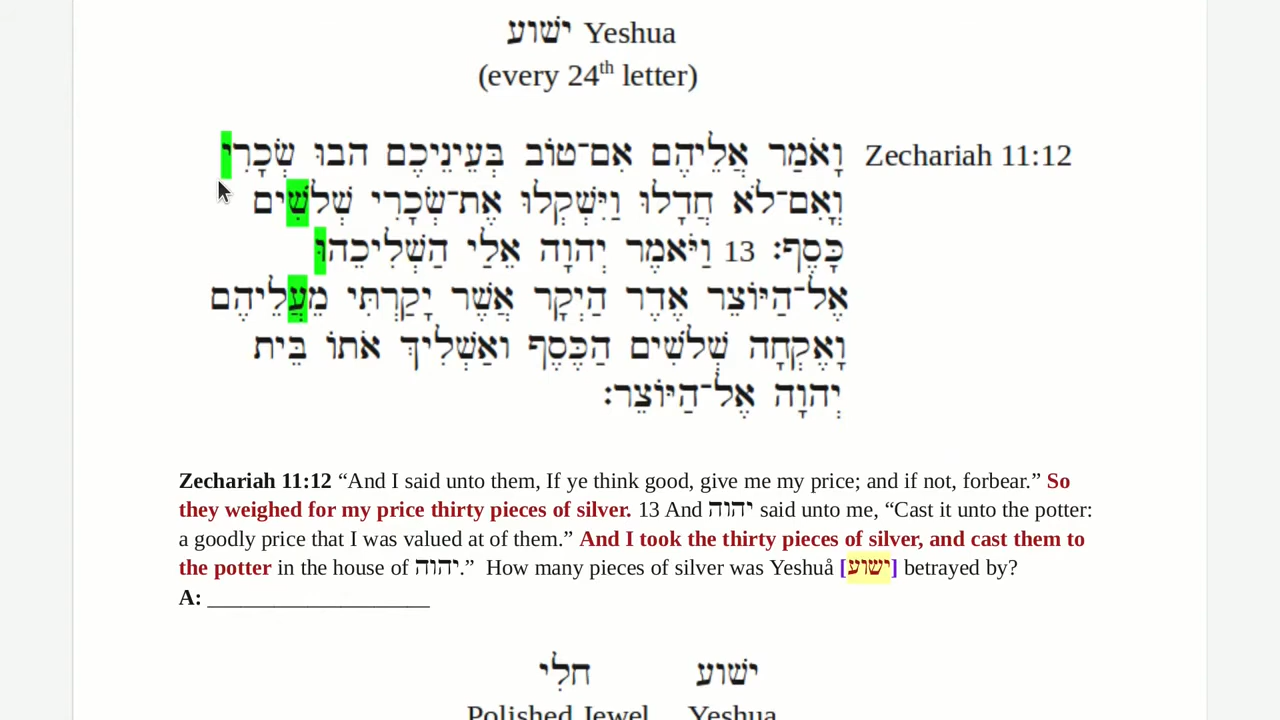 יֵשׁוּעַ Yeshua
(every 24th letter)
וָאֹמַר אֲלֵיהֶם אִם־טוֹב בְּעֵינֵיכֶם הבוּ שְׂכָרִי Zechariah 11:12
וְאִם־לֹא חֲדָלוּ וַיִּשְׁקְלוּ אֶת־שְׂכָרִי שְׁלשִׁים
כָּסֶף׃ 13 וַיֹּאמֶר יְהוָה אֵלַי הַשְׁלִיכֵהוּ
אֶל־הַיּוֹצֵר אֶדֶר הַיְקָר אֲשֶׁר יָקַרְתִּי מֵעֲלֵיהֶם
וָאֶקְחָה שְׁלשִׁים הַכֶּסֶף ואַשְׁלִיךְ אֹתוֹ בֵּית
יְהוָה אֶל־הַיּוֹצֵר׃
Zechariah 11:12 “And I said unto them, If ye think good, give me my price; and if not, forbear.” So
they weighed for my price thirty pieces of silver. 13 And יהוה said unto me, “Cast it unto the potter:
a goodly price that I was valued at of them.” And I took the thirty pieces of silver, and cast them to
the potter in the house of יהוה.” How many pieces of silver was Yeshuå [ישוע] betrayed by?
A: ____________________
יֵשׁוּעַ חלִי
Polished Jewel Yeshua